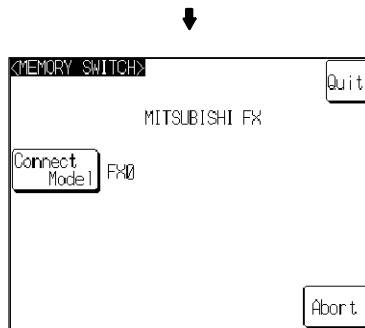 <MEMORY SWITCH>
Quit
MITSUBISHI FX
Connect
Model
FX0
Abort